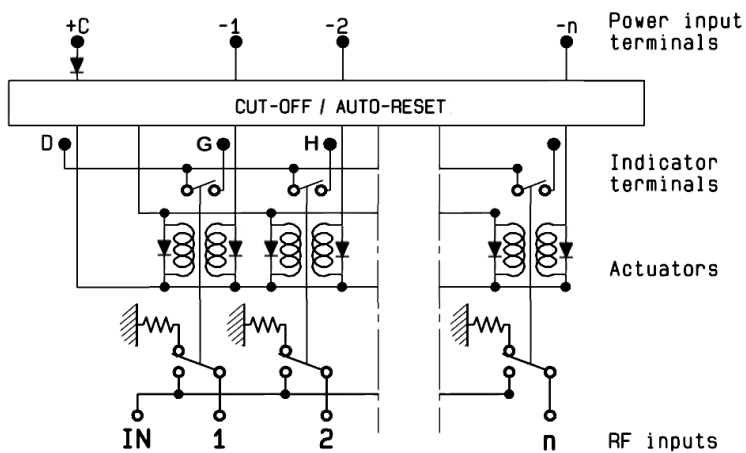 +C -1 -2 -n Power input
terminals
CUT-OFF / AUTO-RESET
D G H
Indicator
terminals
Actuators
IN 1 2 n RF inputs